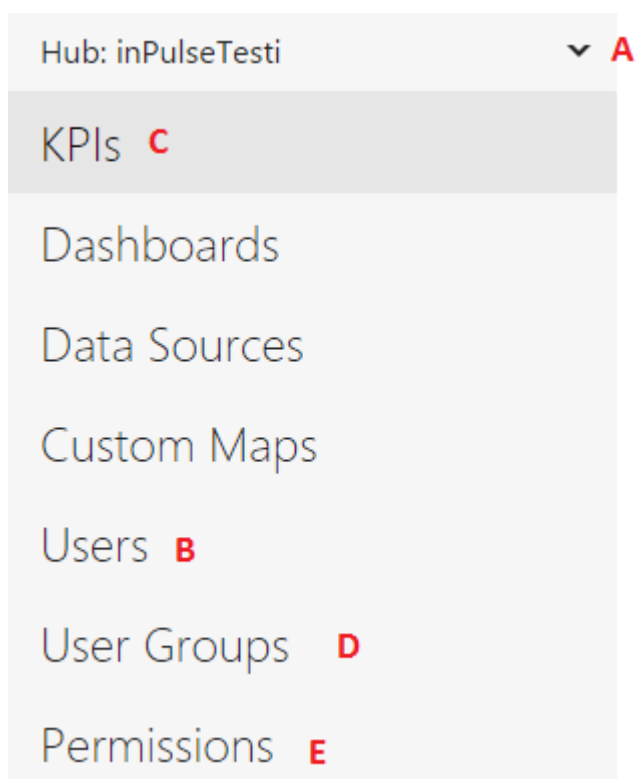 Hub: inPulseTesti A
KPIs C
Dashboards
Data Sources
Custom Maps
Users B
User Groups D
Permissions E